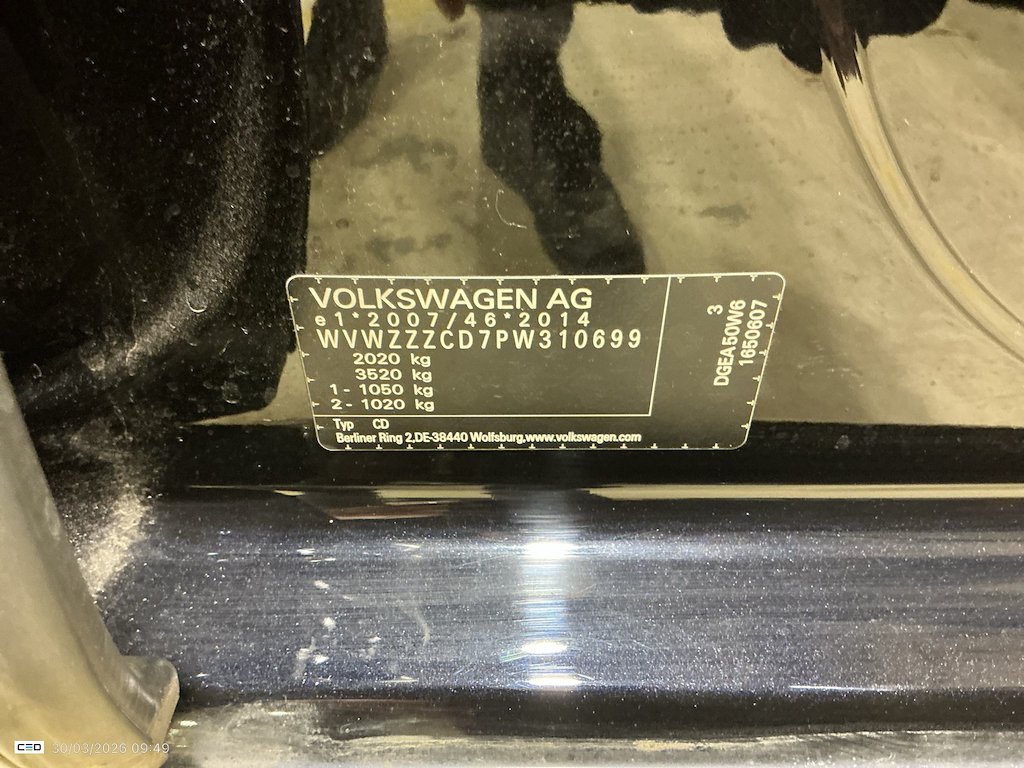 VOLKSWAGEN AG
e1*2007/46*2014
WVWZZZCD7PW310699
2020 kg
3520 kg
1 - 1050 kg
2 - 1020 kg
Typ CD
Berliner Ring 2,DE-38440 Wolfsburg,www.volkswagen.com
3
DGEA50W6
1650607
CEO 30/03/2026 09:49